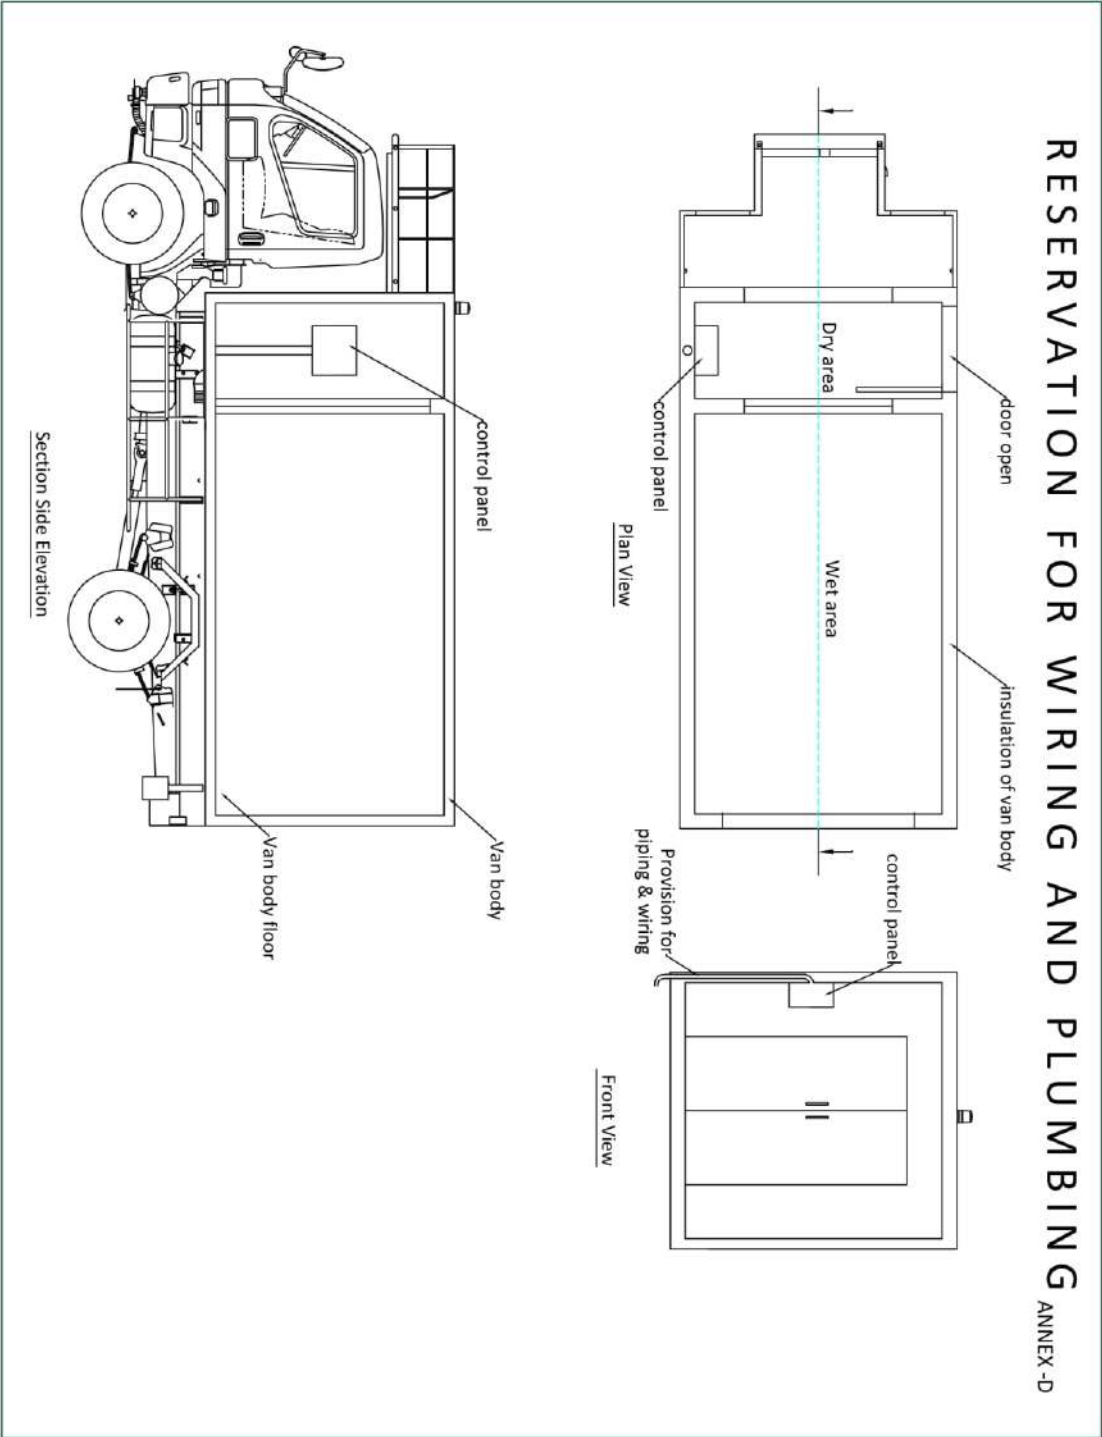 RESERVATION FOR WIRING AND PLUMBING
ANNEX -D
door open
insulation of van body
Dry area
Wet area
control panel
Plan View
control panel
Provision for
piping & wiring
Front View
control panel
Van body
Van body floor
Section Side Elevation